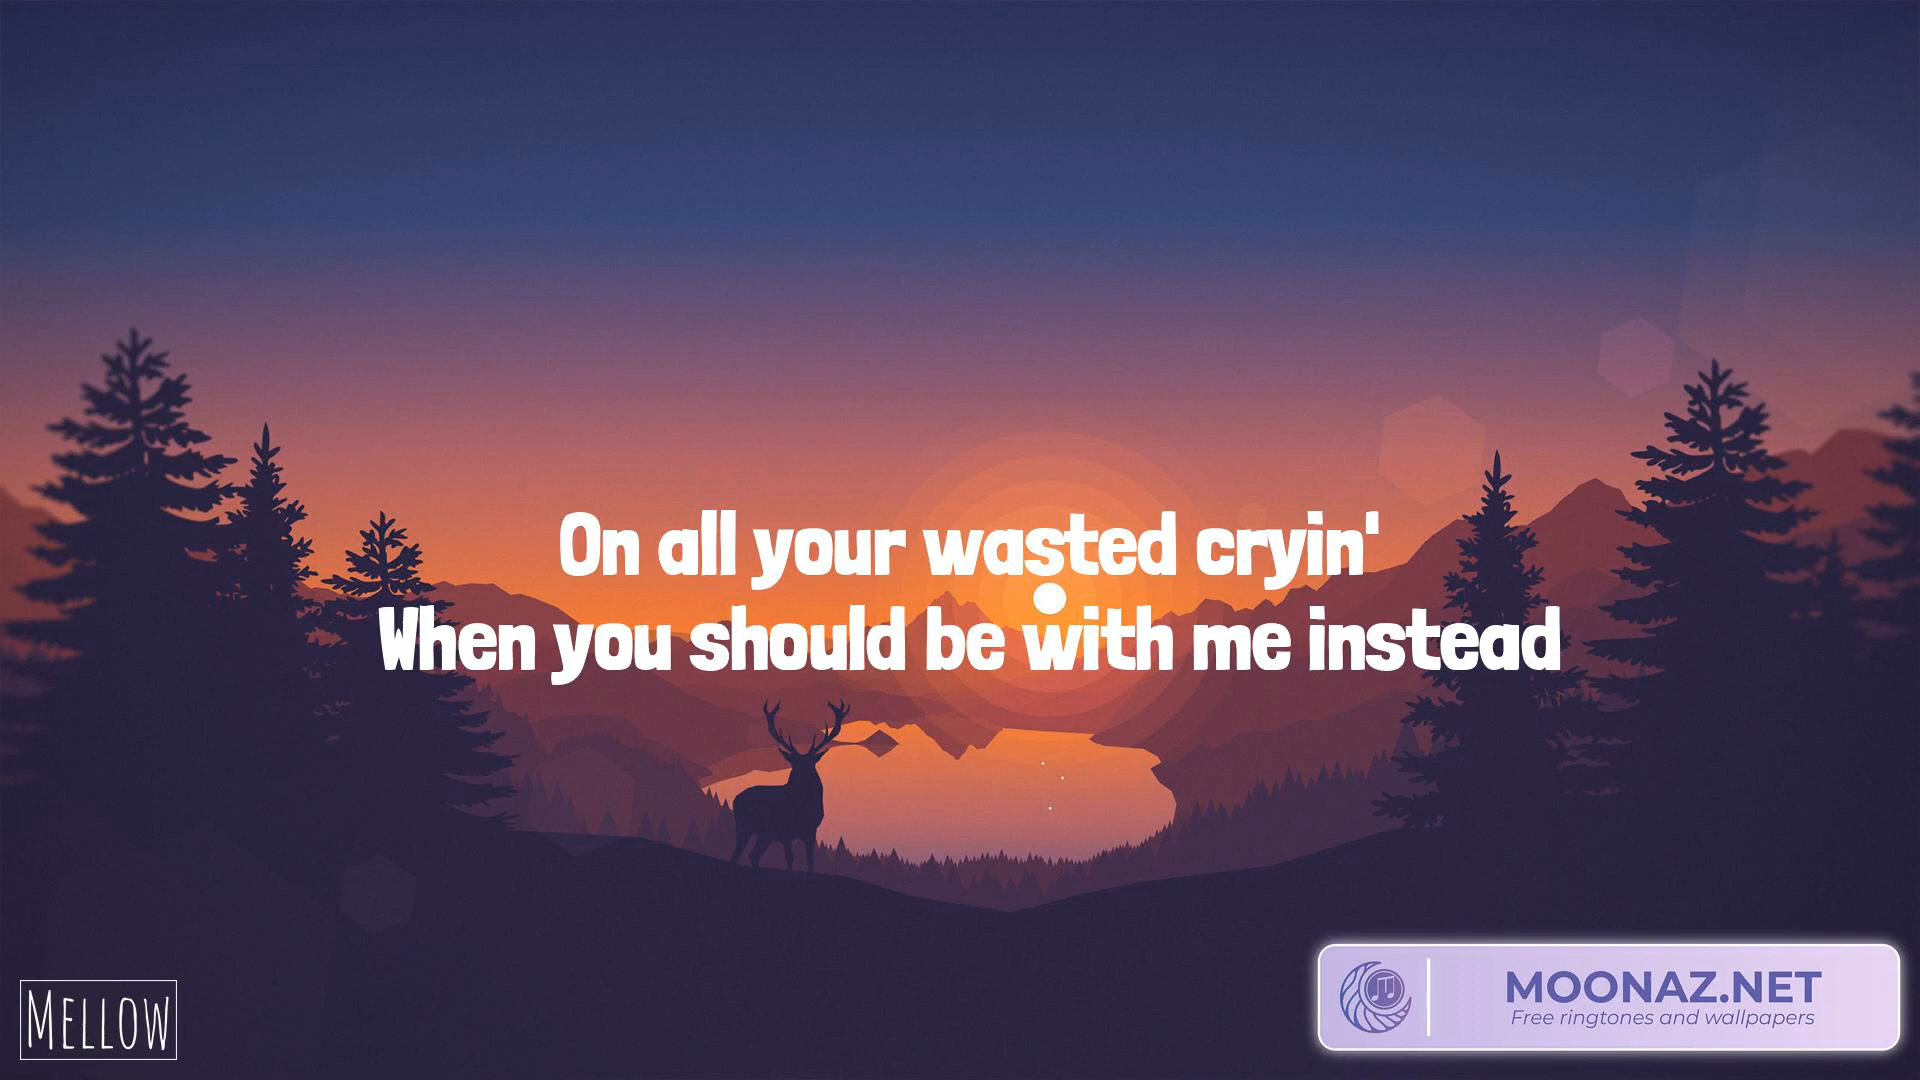 On all your wasted cryin'
When you should be with me instead
MELLOW
MOONAZ.NET
Free ringtones and wallpapers